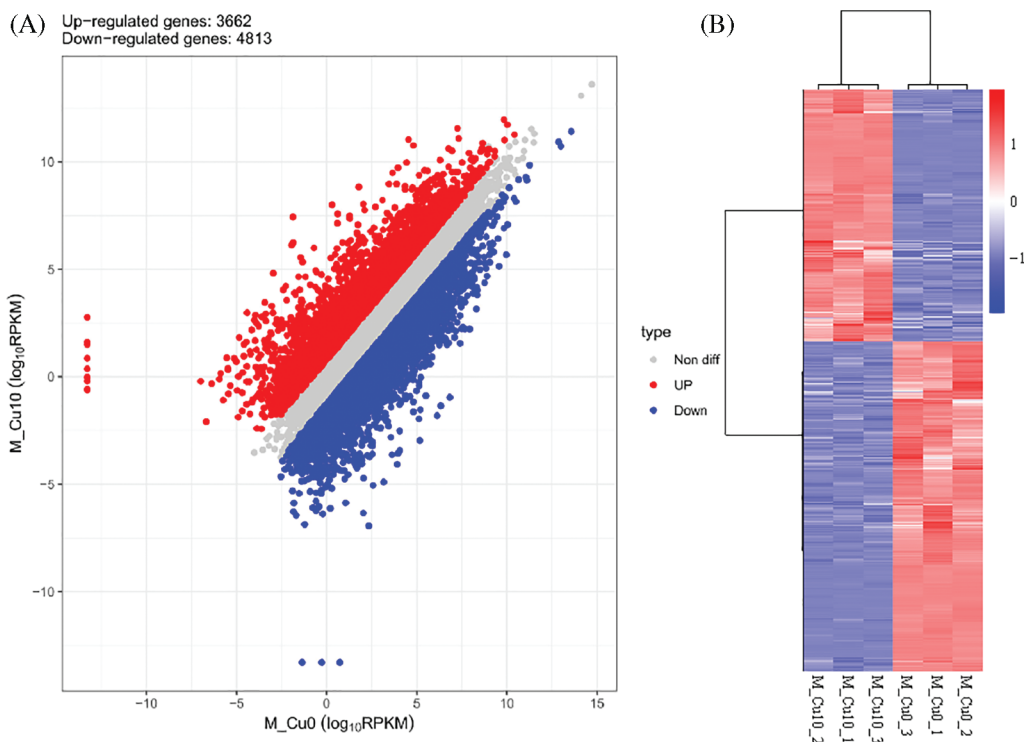 (A)
Up-regulated genes: 3662
Down-regulated genes: 4813
10
5
0
−5
−10
M_Cu10 (log₁₀RPKM)
−10
−5
0
5
10
15
M_Cu0 (log₁₀RPKM)
type
Non diff
UP
Down
(B)
1
0
−1
M_Cu10_2
M_Cu10_1
M_Cu10_3
M_Cu0_3
M_Cu0_1
M_Cu0_2